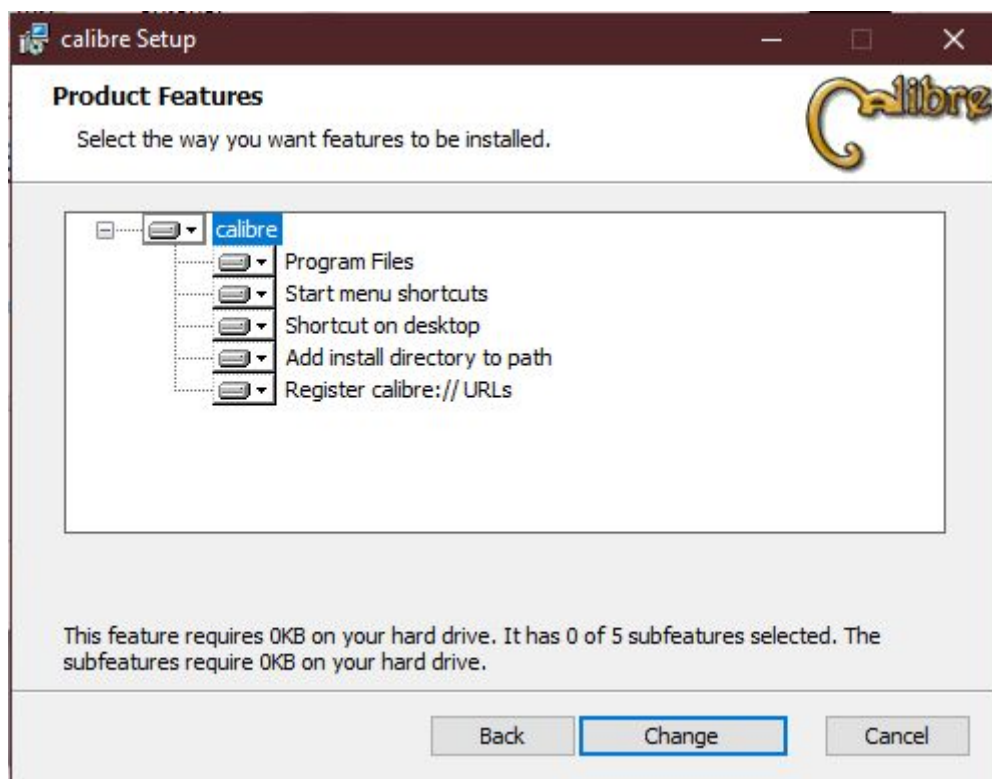 calibre Setup
Product Features
Calibre
Select the way you want features to be installed.
calibre
Program Files
Start menu shortcuts
Shortcut on desktop
Add install directory to path
Register calibre:// URLs
This feature requires 0KB on your hard drive. It has 0 of 5 subfeatures selected. The
subfeatures require 0KB on your hard drive.
Back
Change
Cancel